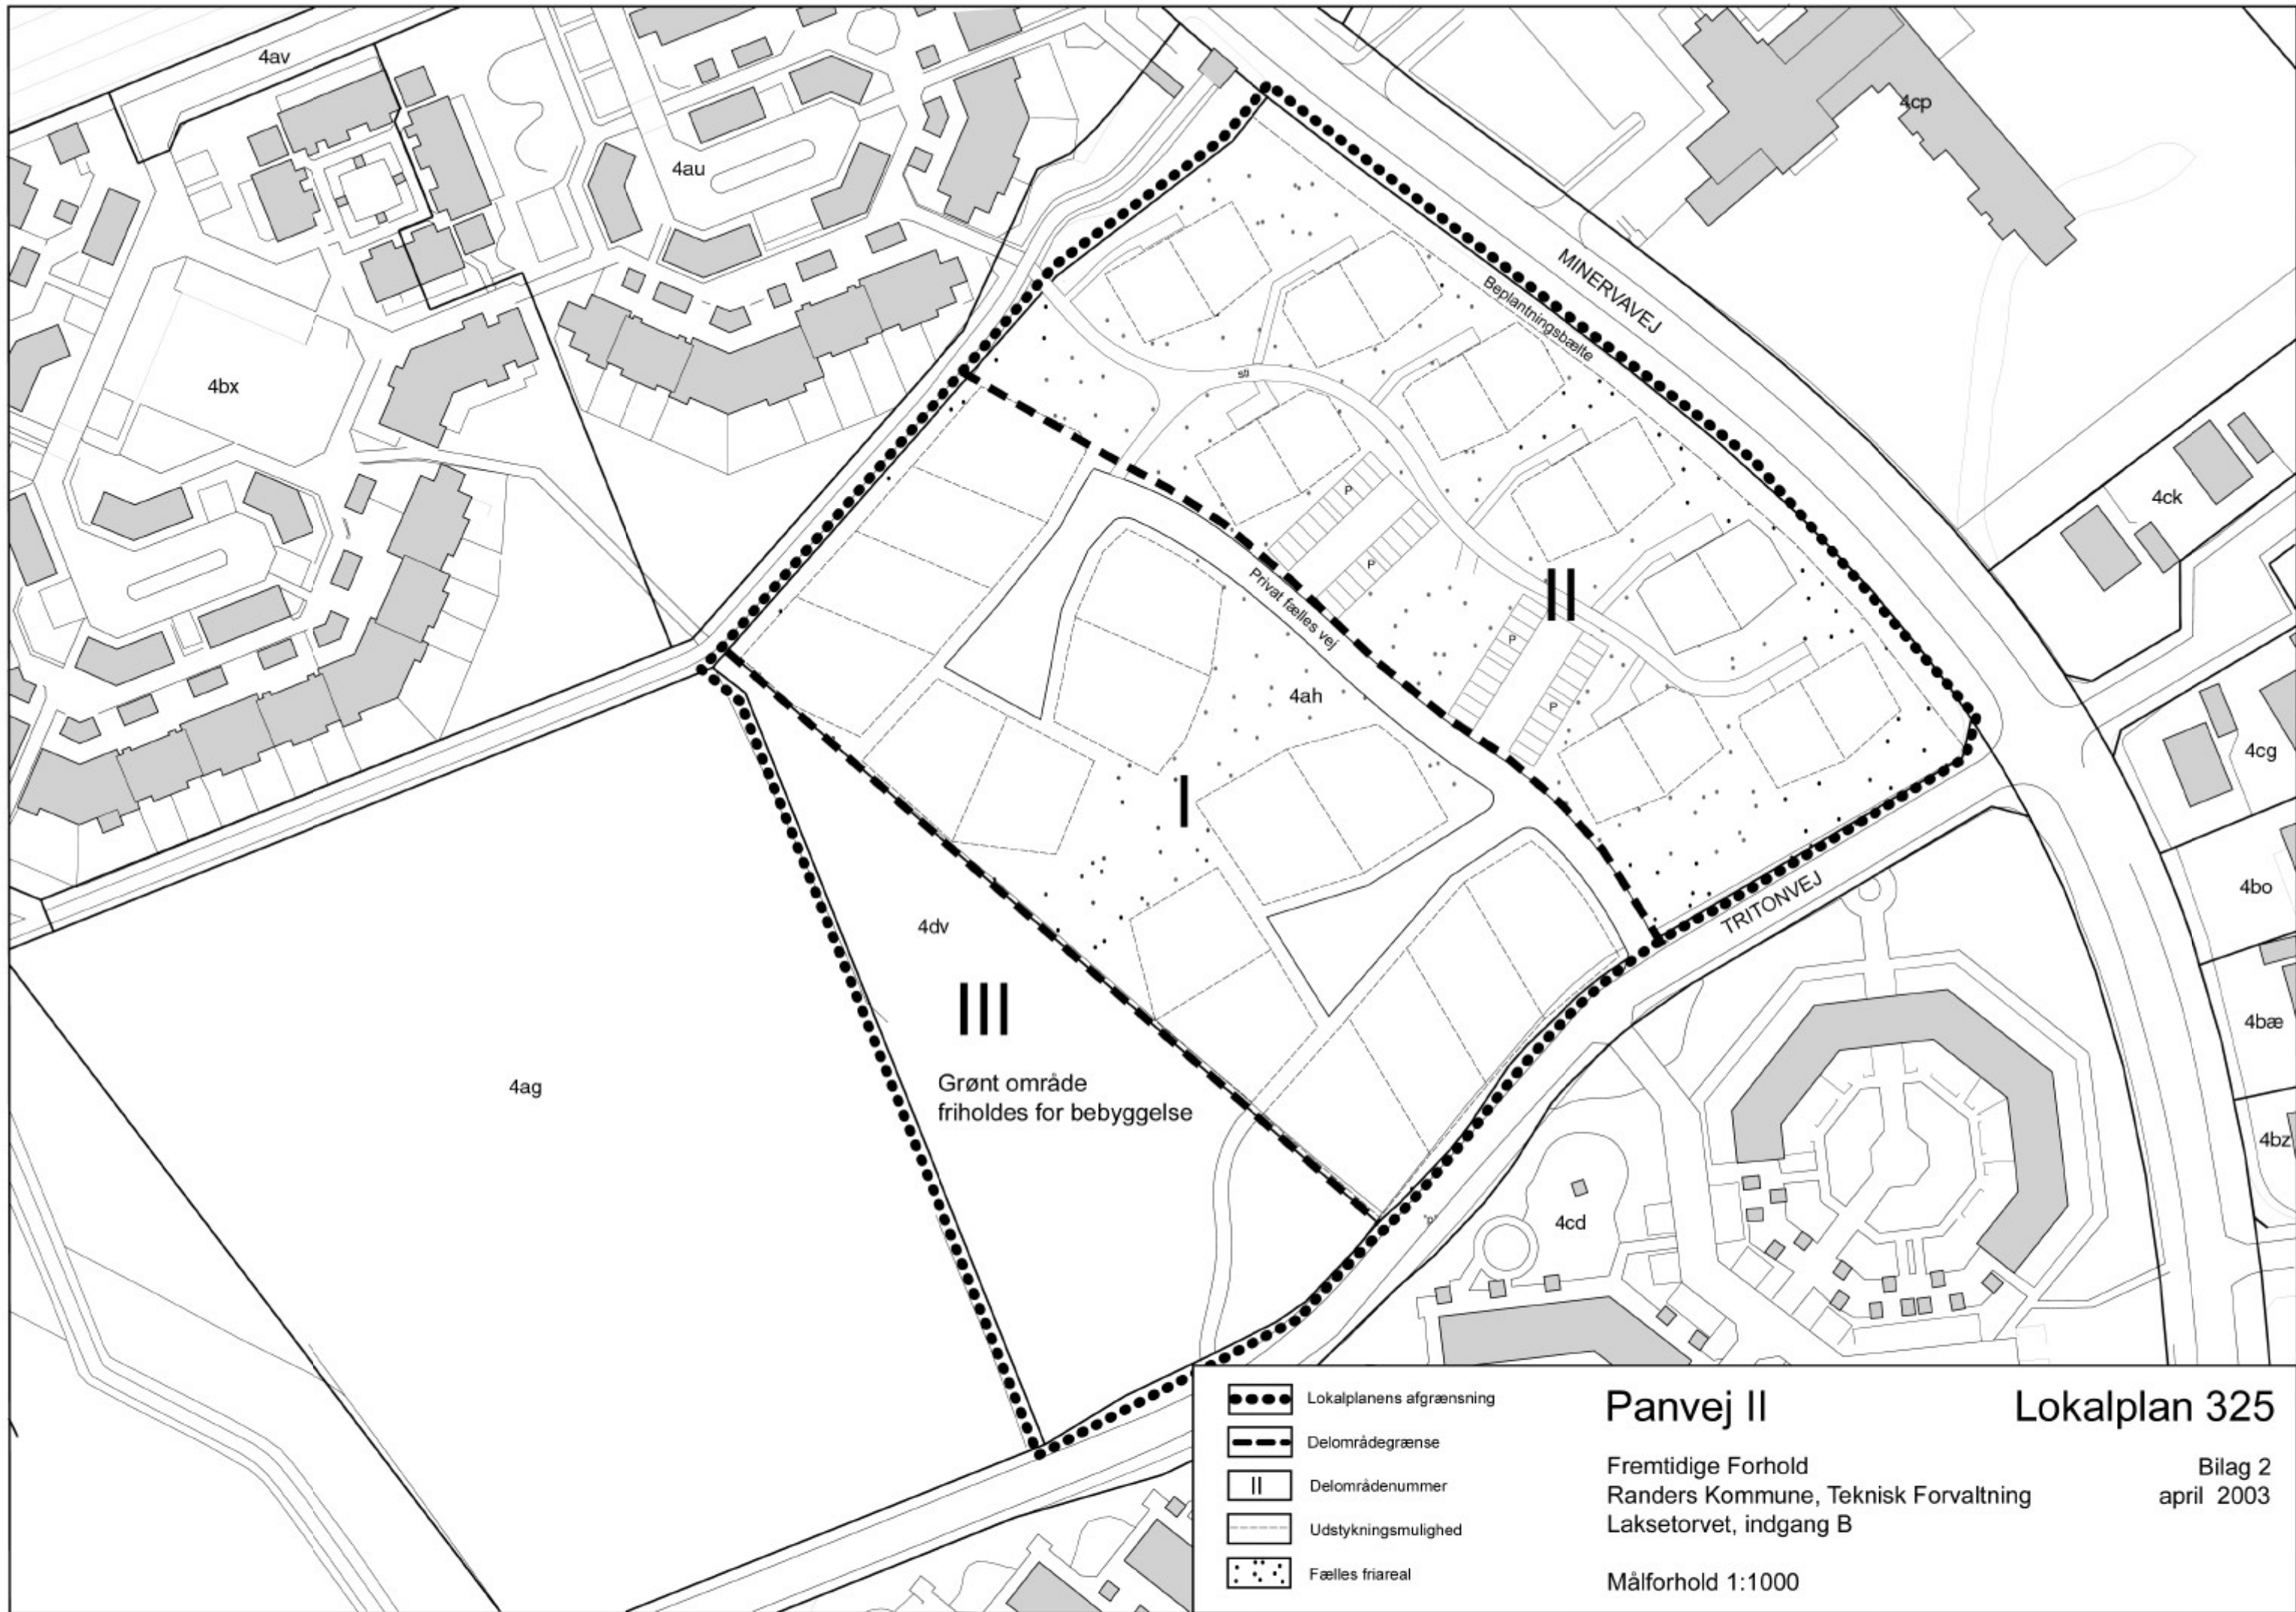 4av
4cp
4au
MINERVAVEJ
Beplantningsbælte
sti
4bx
P
4ck
P
Privat fælles vej
II
P
4ah
P
4cg
I
4bo
TRITONVEJ
4dv
III
4bæ
Grønt område
friholdes for bebyggelse
4ag
4bz
"p"
4cd
Lokalplanens afgrænsning
Delområdegrænse
II
Delområdenummer
Udstykningsmulighed
Fælles friareal
Panvej II
Lokalplan 325
Fremtidige Forhold
Bilag 2
Randers Kommune, Teknisk Forvaltning
april 2003
Laksetorvet, indgang B
Målforhold 1:1000